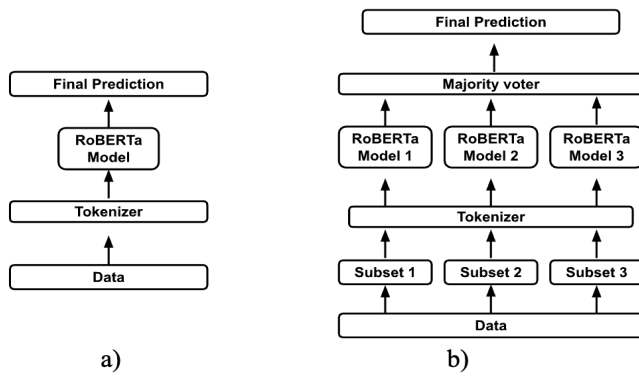 Final Prediction
RoBERTa
Model
Tokenizer
Data
a)
Final Prediction
Majority voter
RoBERTa
Model 1
RoBERTa
Model 2
RoBERTa
Model 3
Tokenizer
Subset 1
Subset 2
Subset 3
Data
b)